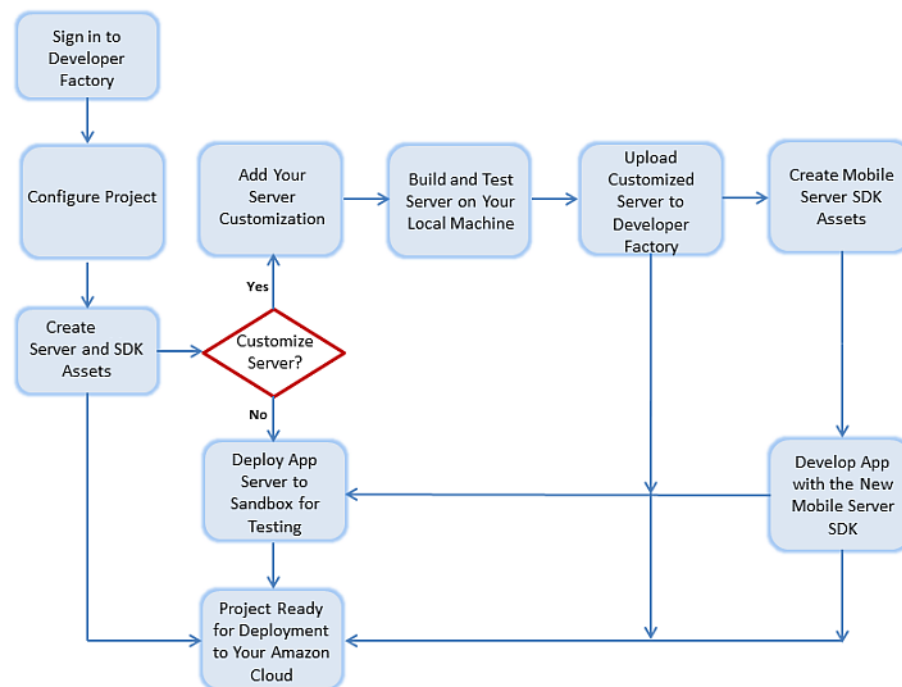 Sign in to
Developer
Factory
Configure Project
Create
Server and SDK
Assets
Customize
Server?
Yes
No
Add Your
Server
Customization
Build and Test
Server on Your
Local Machine
Upload
Customized
Server to
Developer
Factory
Create Mobile
Server SDK
Assets
Deploy App
Server to
Sandbox for
Testing
Develop App
with the New
Mobile Server
SDK
Project Ready
for Deployment
to Your Amazon
Cloud